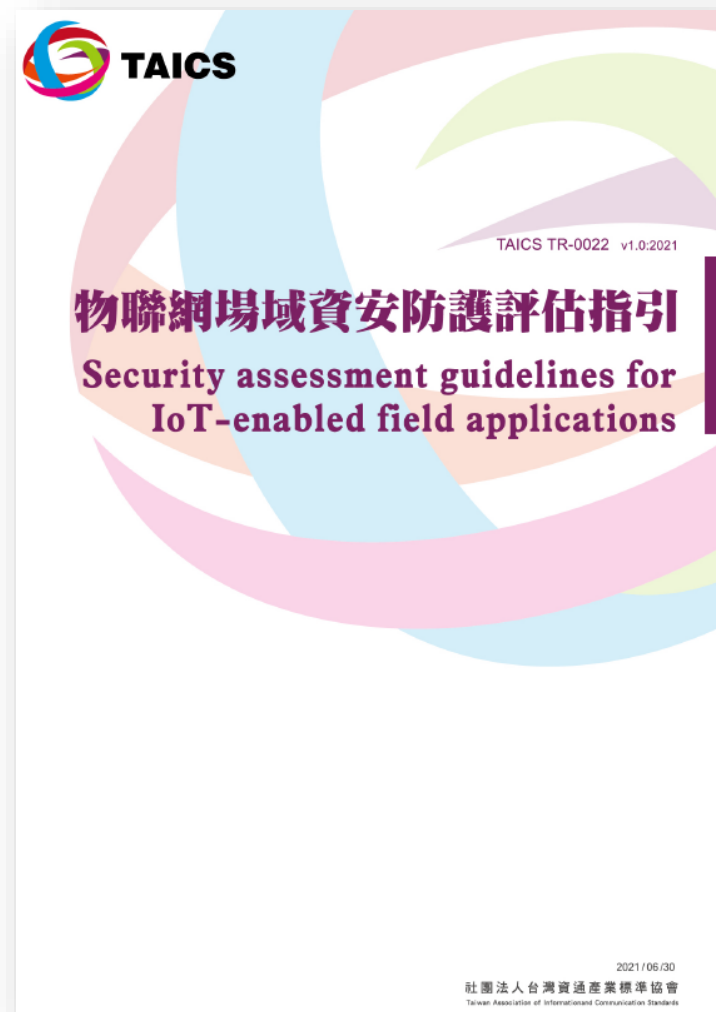 TAICS
TAICS TR-0022 v1.0:2021
物聯網場域資安防護評估指引
Security assessment guidelines for
IoT-enabled field applications
2021/06/30
社團法人台灣資通產業標準協會
Taiwan Association of Informationand Communication Standards